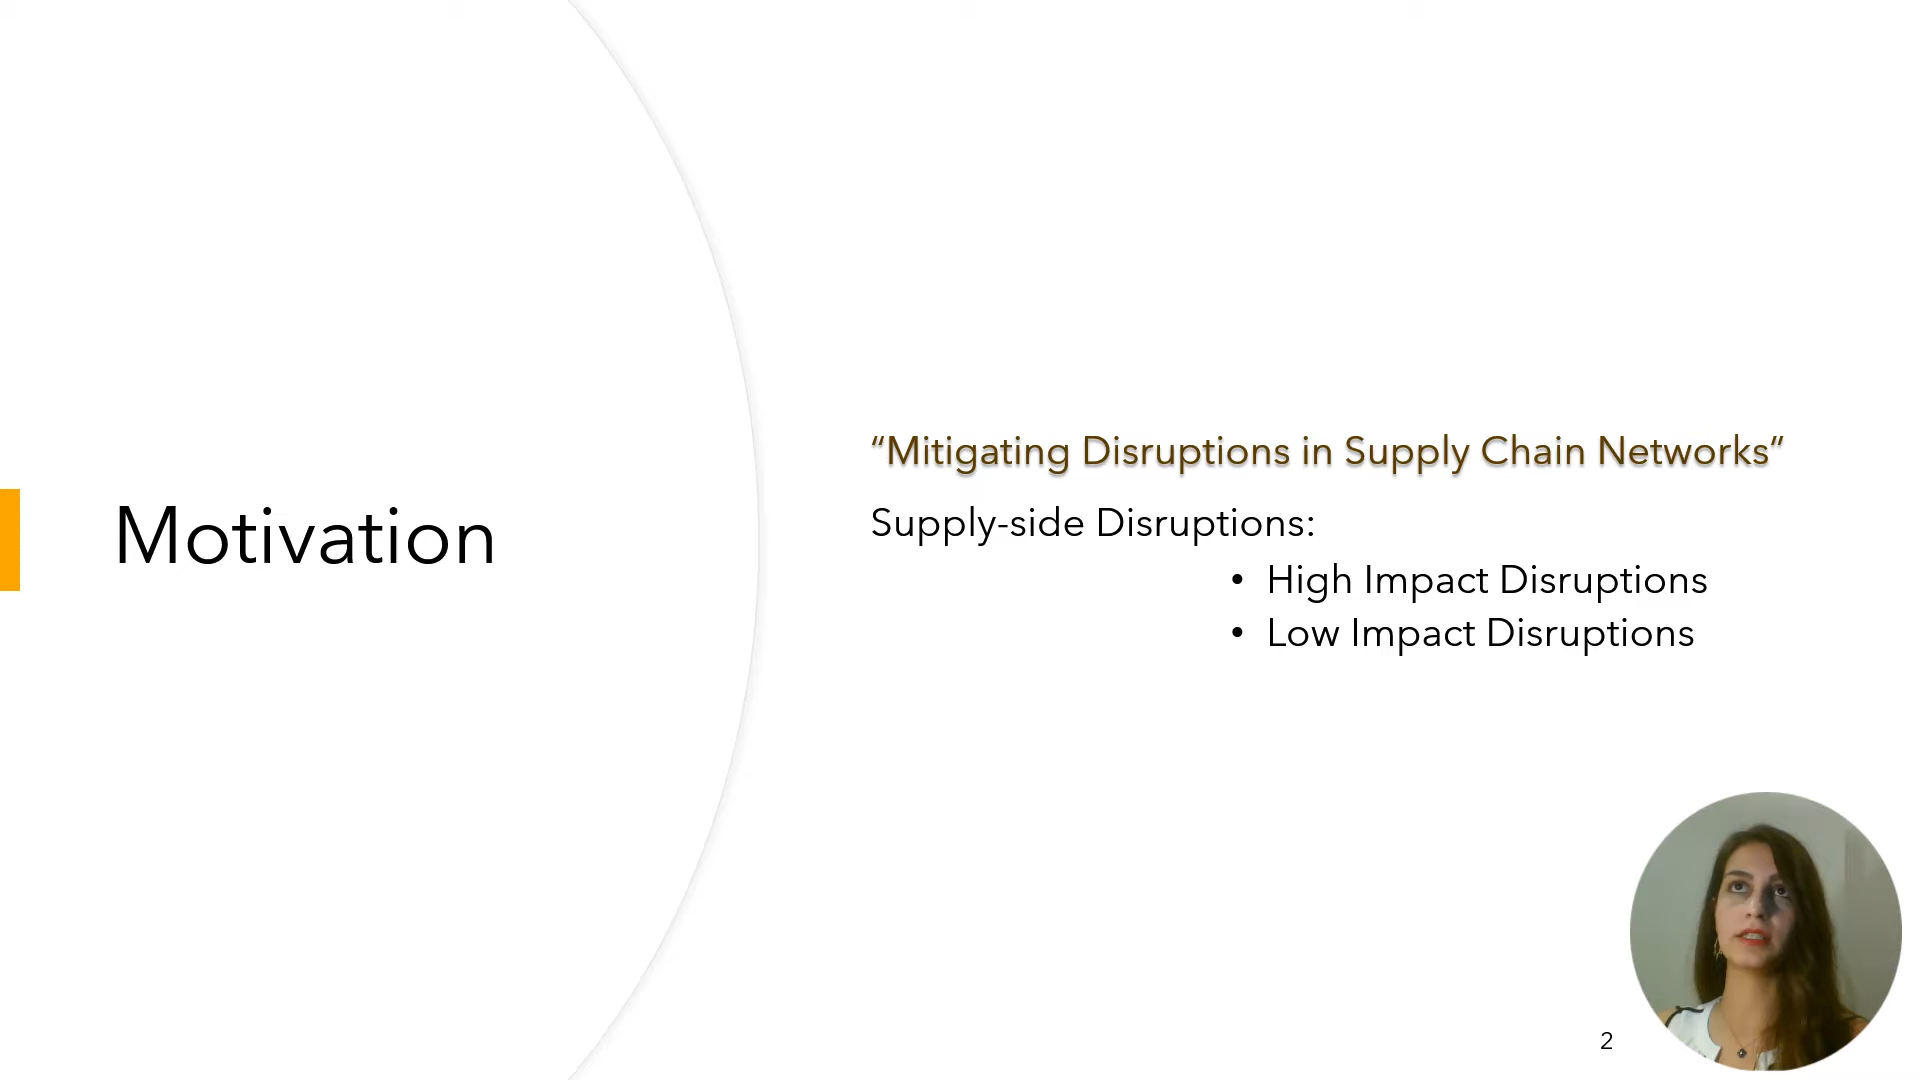 Motivation
“Mitigating Disruptions in Supply Chain Networks”
Supply-side Disruptions:
• High Impact Disruptions
• Low Impact Disruptions
2